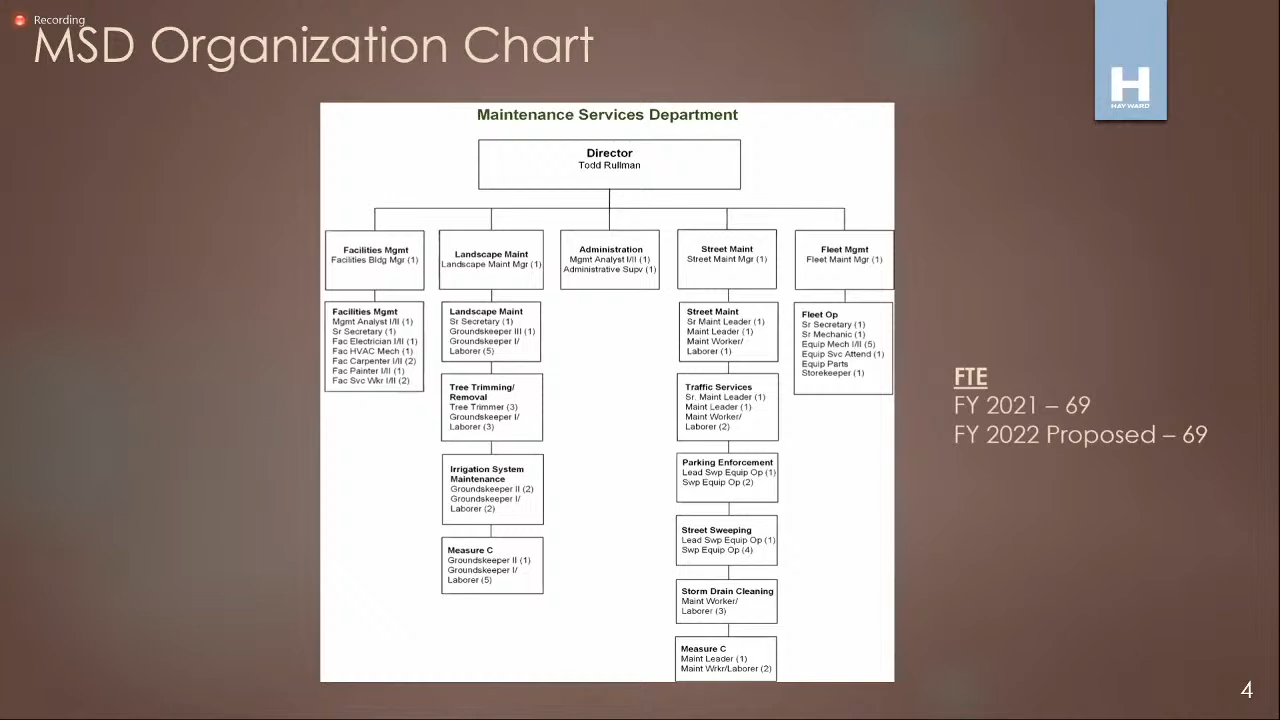 Recording
MSD Organization Chart
H
HAYWARD
Maintenance Services Department
Director
Todd Rullman
Facilities Mgmt
Facilities Bldg Mgr (1)
Landscape Maint
Landscape Maint Mgr (1)
Administration
Mgmt Analyst I/II (1)
Administrative Supv (1)
Street Maint
Street Maint Mgr (1)
Fleet Mgmt
Fleet Maint Mgr (1)
Facilities Mgmt
Mgmt Analyst I/II (1)
Sr Secretary (1)
Fac Electrician I/II (1)
Fac HVAC Mech (1)
Fac Carpenter I/II (2)
Fac Painter I/II (1)
Fac Svc Wkr I/II (2)
Landscape Maint
Sr Secretary (1)
Groundskeeper III (1)
Groundskeeper I/
Laborer (5)
Tree Trimming/
Removal
Tree Trimmer (3)
Groundskeeper I/
Laborer (3)
Irrigation System
Maintenance
Groundskeeper II (2)
Groundskeeper I/
Laborer (2)
Measure C
Groundskeeper II (1)
Groundskeeper I/
Laborer (5)
Street Maint
Sr Maint Leader (1)
Maint Leader (1)
Maint Worker/
Laborer (1)
Traffic Services
Sr. Maint Leader (1)
Maint Leader (1)
Maint Worker/
Laborer (2)
Parking Enforcement
Lead Swp Equip Op (1)
Swp Equip Op (2)
Street Sweeping
Lead Swp Equip Op (1)
Swp Equip Op (4)
Storm Drain Cleaning
Maint Worker/
Laborer (3)
Measure C
Maint Leader (1)
Maint Wrkr/Laborer (2)
Fleet Op
Sr Secretary (1)
Sr Mechanic (1)
Equip Mech I/II (5)
Equip Svc Attend (1)
Equip Parts
Storekeeper (1)
FTE
FY 2021 – 69
FY 2022 Proposed – 69
4